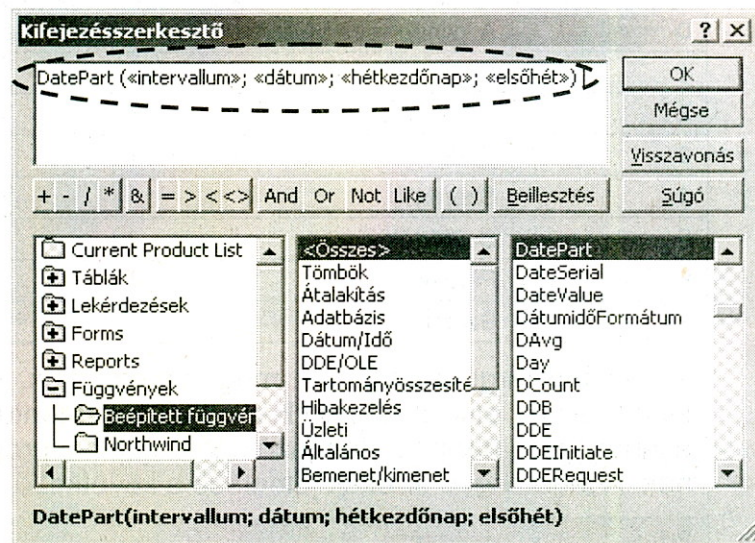 Kifejezésszerkesztő
DatePart («intervallum»; «dátum»; «hétkezdőnap»; «elsőhét»)
OK
Mégse
Visszavonás
+ - / * & = > < <> And Or Not Like ( ) Beillesztés Súgó
Current Product List
Táblák
Lekérdezések
Forms
Reports
Függvények
Beépített függvén
Northwind
<Összes>
Tömbök
Átalakítás
Adatbázis
Dátum/Idő
DDE/OLE
Tartományösszesíté
Hibakezelés
Üzleti
Általános
Bemenet/kimenet
DatePart
DateSerial
DateValue
DátumidőFormátum
DAvg
Day
DCount
DDB
DDE
DDEInitiate
DDERequest
DatePart(intervallum; dátum; hétkezdőnap; elsőhét)